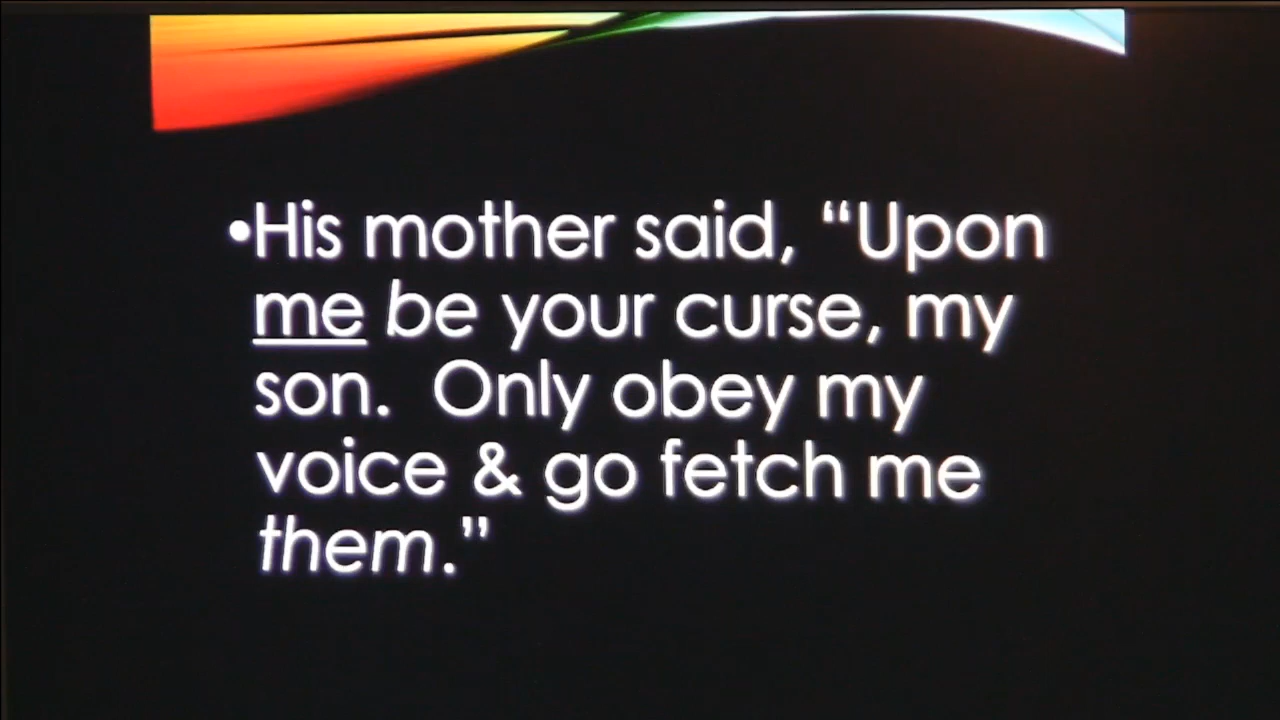 •His mother said, “Upon
me be your curse, my
son.  Only obey my
voice & go fetch me
them.”